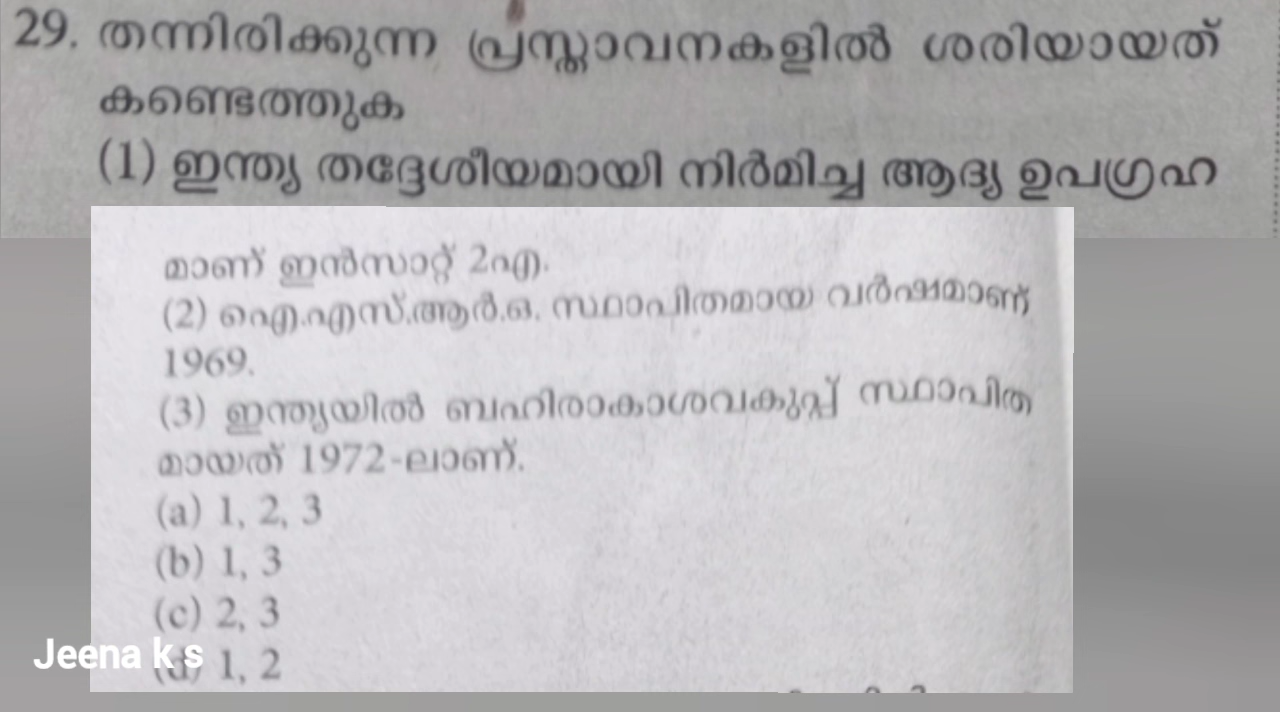 29. തന്നിരിക്കുന്ന പ്രസ്താവനകളിൽ ശരിയായത്
കണ്ടെത്തുക
(1) ഇന്ത്യ തദ്ദേശീയമായി നിർമിച്ച ആദ്യ ഉപഗ്രഹ
മാണ് ഇൻസാറ്റ് 2എ.
(2) ഐ.എസ്.ആർ.ഒ. സ്ഥാപിതമായ വർഷമാണ്
1969.
(3) ഇന്ത്യയിൽ ബഹിരാകാശവകുപ്പ് സ്ഥാപിത
മായത് 1972-ലാണ്.
(a) 1, 2, 3
(b) 1, 3
(c) 2, 3
(d) 1, 2
Jeena k s